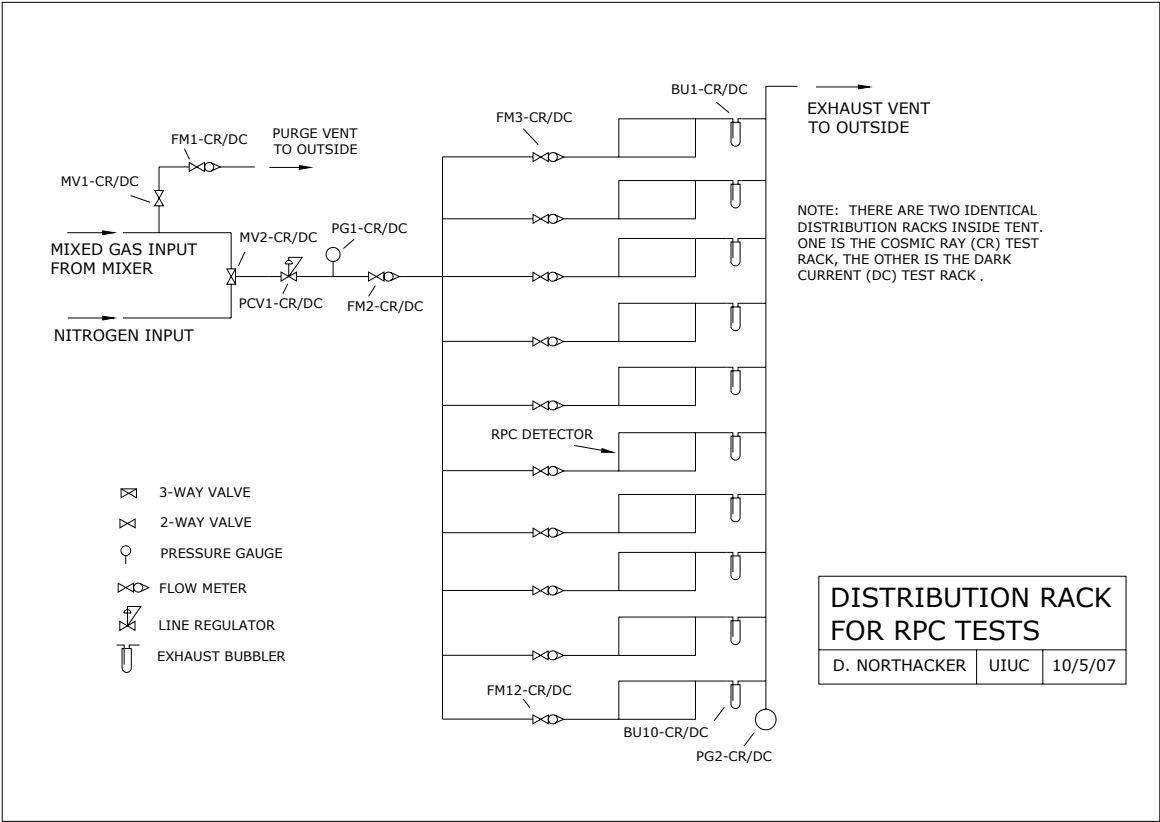 BU1-CR/DC
EXHAUST VENT
TO OUTSIDE
FM3-CR/DC
FM1-CR/DC
PURGE VENT
TO OUTSIDE
MV1-CR/DC
MIXED GAS INPUT
FROM MIXER
MV2-CR/DC
PG1-CR/DC
PCV1-CR/DC
FM2-CR/DC
NITROGEN INPUT
NOTE: THERE ARE TWO IDENTICAL
DISTRIBUTION RACKS INSIDE TENT.
ONE IS THE COSMIC RAY (CR) TEST
RACK, THE OTHER IS THE DARK
CURRENT (DC) TEST RACK .
RPC DETECTOR
3-WAY VALVE
2-WAY VALVE
PRESSURE GAUGE
FLOW METER
LINE REGULATOR
EXHAUST BUBBLER
FM12-CR/DC
BU10-CR/DC
PG2-CR/DC
DISTRIBUTION RACK
FOR RPC TESTS
D. NORTHACKER UIUC 10/5/07